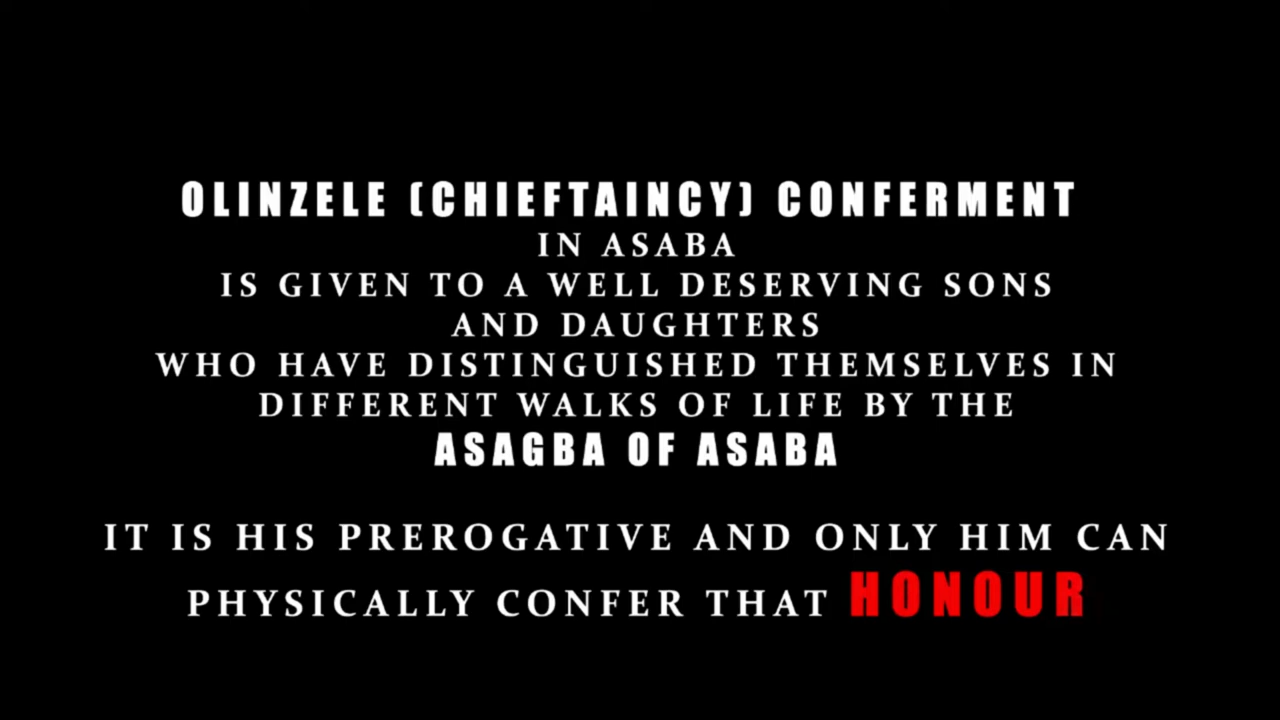 OLINZELE (CHIEFTAINCY) CONFERMENT
IN ASABA
IS GIVEN TO A WELL DESERVING SONS
AND DAUGHTERS
WHO HAVE DISTINGUISHED THEMSELVES IN
DIFFERENT WALKS OF LIFE BY THE
ASAGBA OF ASABA
IT IS HIS PREROGATIVE AND ONLY HIM CAN
PHYSICALLY CONFER THAT HONOUR